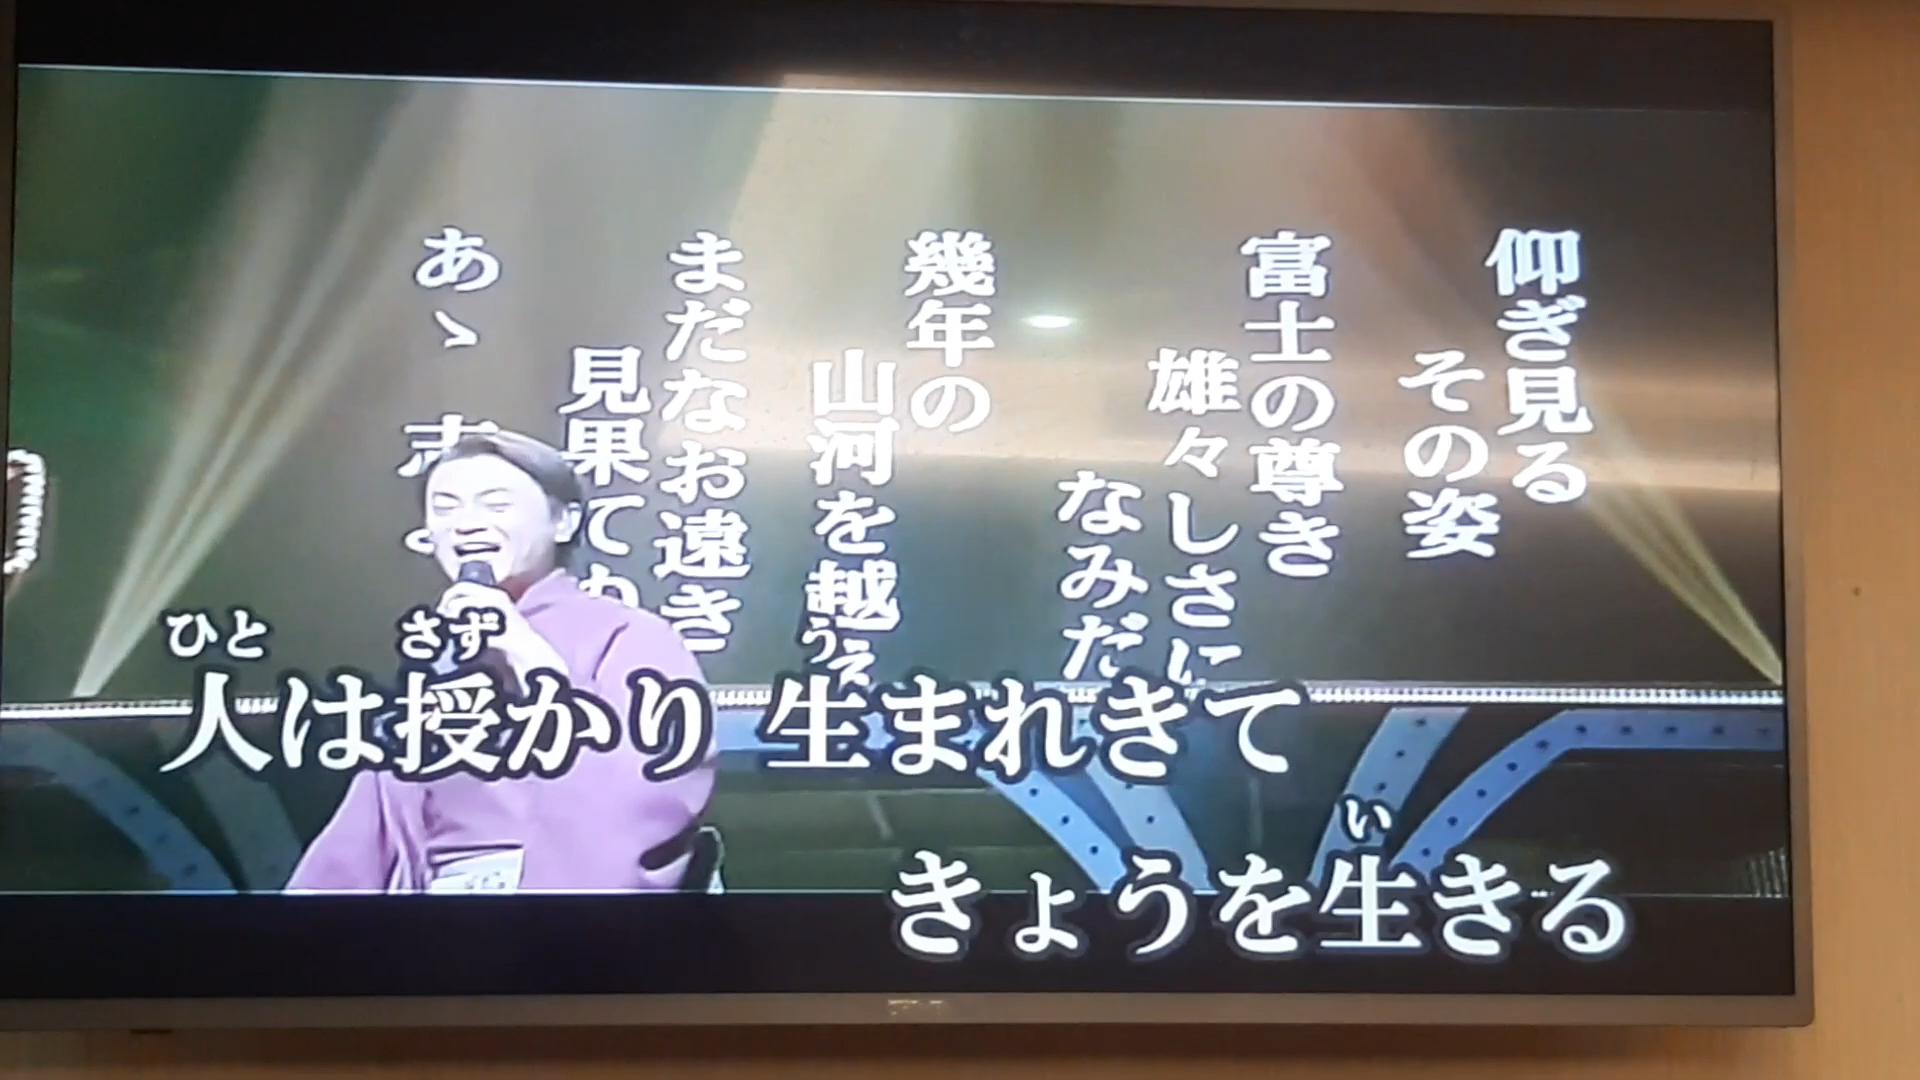 仰ぎ見る
その姿
富士の尊き
雄々しさに
なみだ
幾年の
山河を越え
まだなお遠き
見果て
あゝ
ひと さず う
人は授かり 生まれきて
い
きょうを生きる